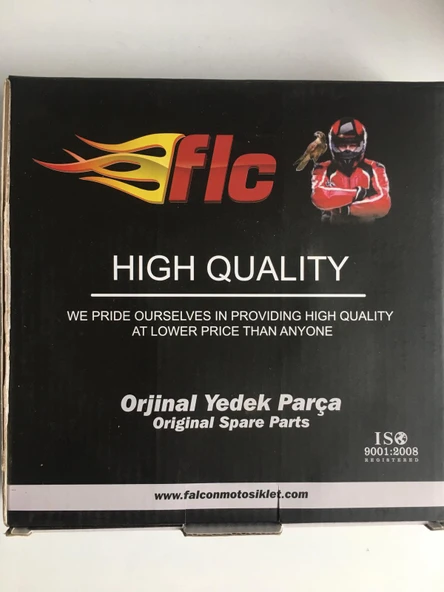 flc
HIGH QUALITY
WE PRIDE OURSELVES IN PROVIDING HIGH QUALITY
AT LOWER PRICE THAN ANYONE
Orjinal Yedek Parça
Original Spare Parts
ISO
9001:2008
REGISTERED
www.falconmotosiklet.com